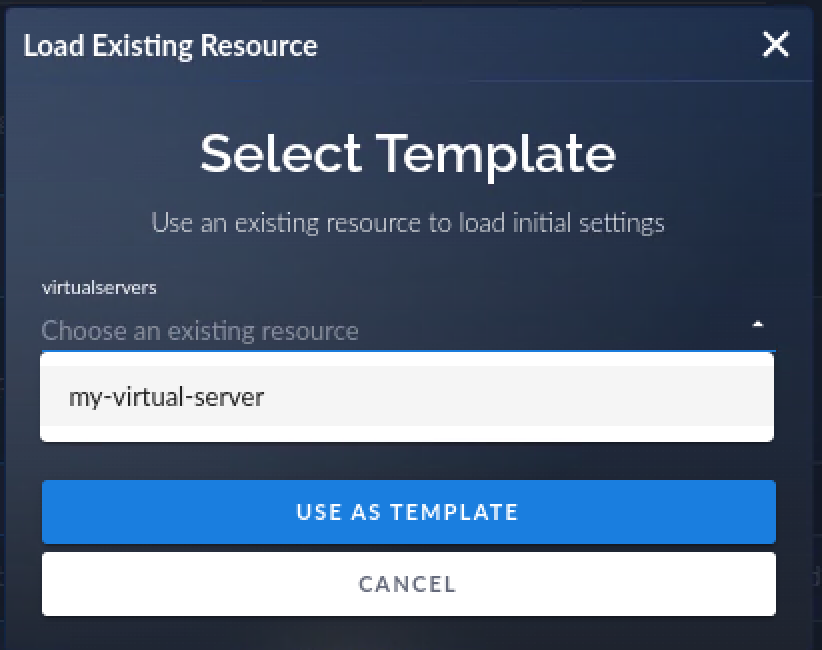 Load Existing Resource
Select Template
Use an existing resource to load initial settings
virtualservers
Choose an existing resource
my-virtual-server
USE AS TEMPLATE
CANCEL